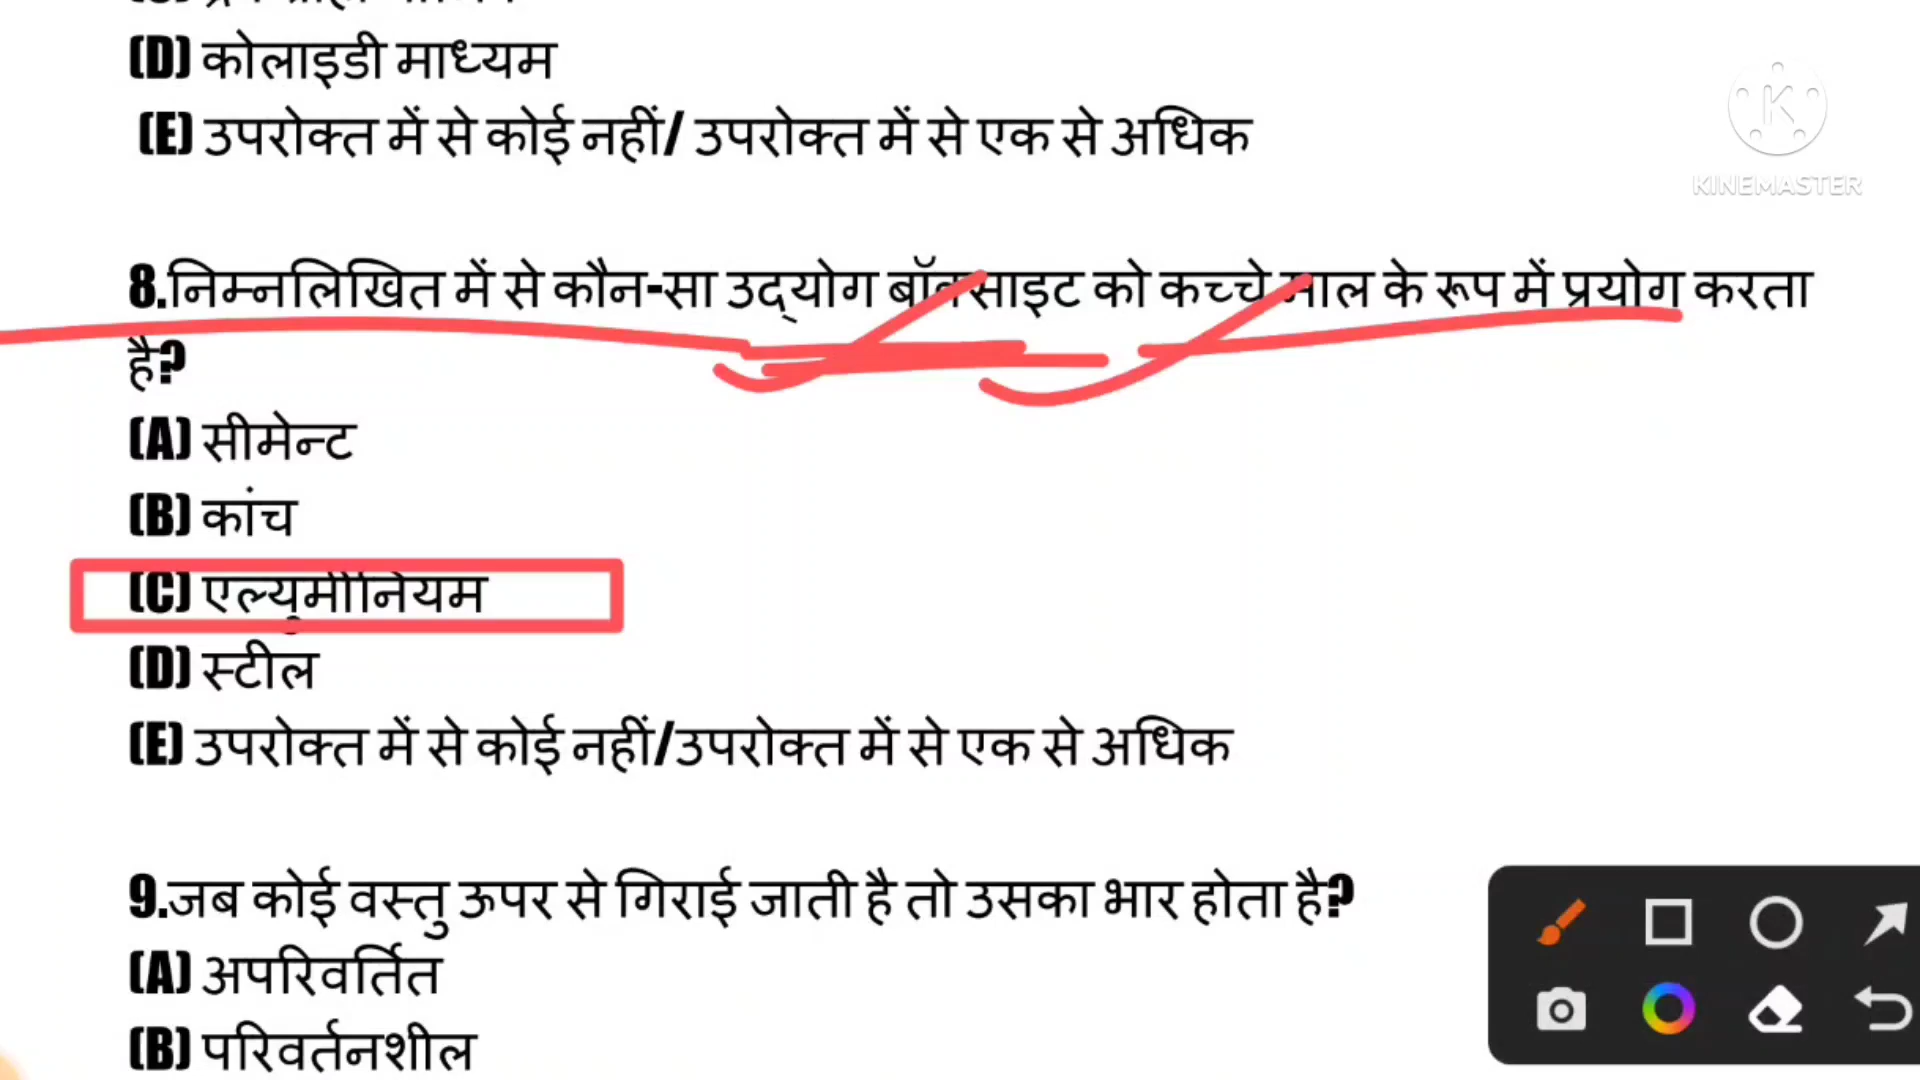 (D) कोलाइडी माध्यम
(E) उपरोक्त में से कोई नहीं/ उपरोक्त में से एक से अधिक
KINEMASTER
8.निम्नलिखित में से कौन-सा उद्योग बॉक्साइट को कच्चे माल के रूप में प्रयोग करता
है?
(A) सीमेन्ट
(B) कांच
(C) एल्युमीनियम
(D) स्टील
(E) उपरोक्त में से कोई नहीं/उपरोक्त में से एक से अधिक
9.जब कोई वस्तु ऊपर से गिराई जाती है तो उसका भार होता है?
(A) अपरिवर्तित
(B) परिवर्तनशील